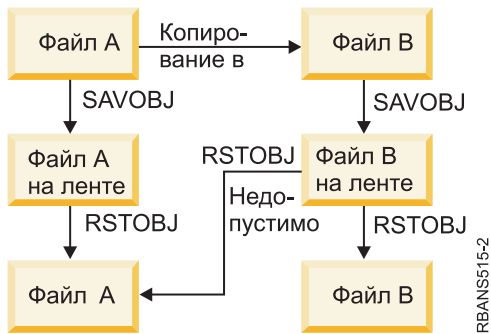 Файл A
Копиро-
вание в
Файл B
SAVOBJ
SAVOBJ
Файл A
на ленте
RSTOBJ
Недо-
пустимо
Файл B
на ленте
RSTOBJ
RSTOBJ
Файл A
Файл B
RBANS515-2